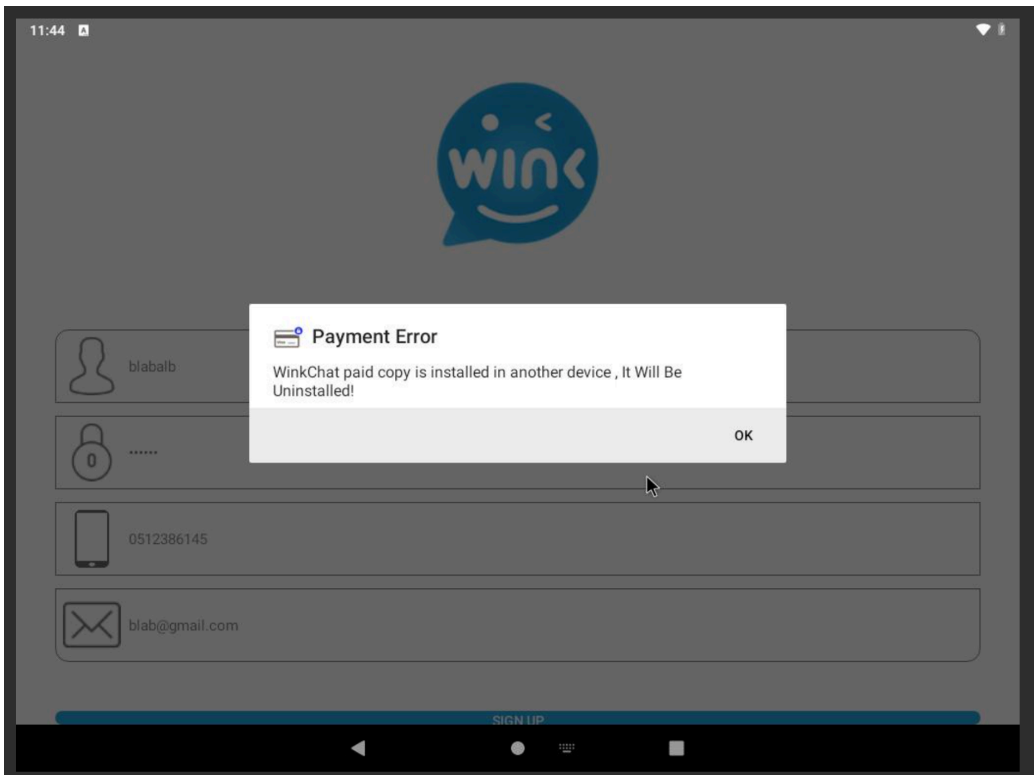 11:44 A
wink
Payment Error
WinkChat paid copy is installed in another device , It Will Be
Uninstalled!
OK
blabalb
0
••••••
0512386145
blab@gmail.com
SIGN UP